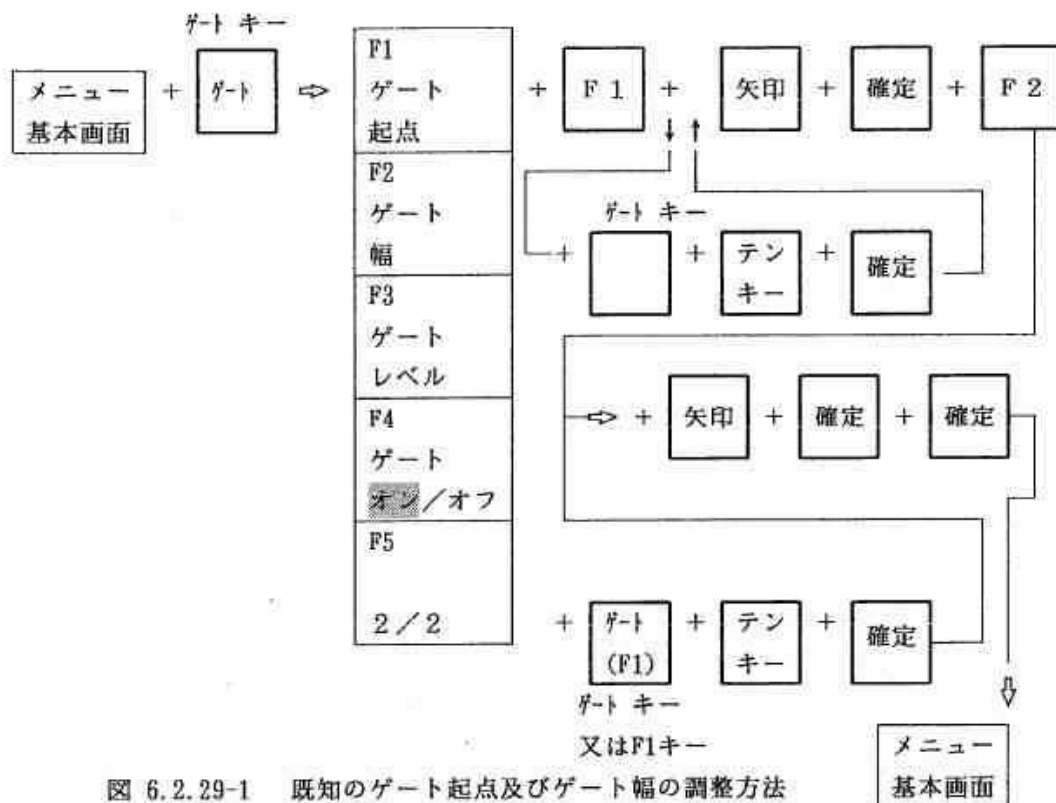 ゲート キー
メニュー
基本画面
+
ゲート
⇨
F1
ゲート
起点
F2
ゲート
幅
F3
ゲート
レベル
F4
ゲート
オン/オフ
F5
2/2
+ F1 + 矢印 + 確定 + F2
↓ ↑
ゲート キー
+ + テン
キー + 確定
⇨ + 矢印 + 確定 + 確定
+ ゲート
(F1) + テン
キー + 確定
ゲート キー
又はF1キー
⇩
メニュー
基本画面
図 6.2.29-1 既知のゲート起点及びゲート幅の調整方法